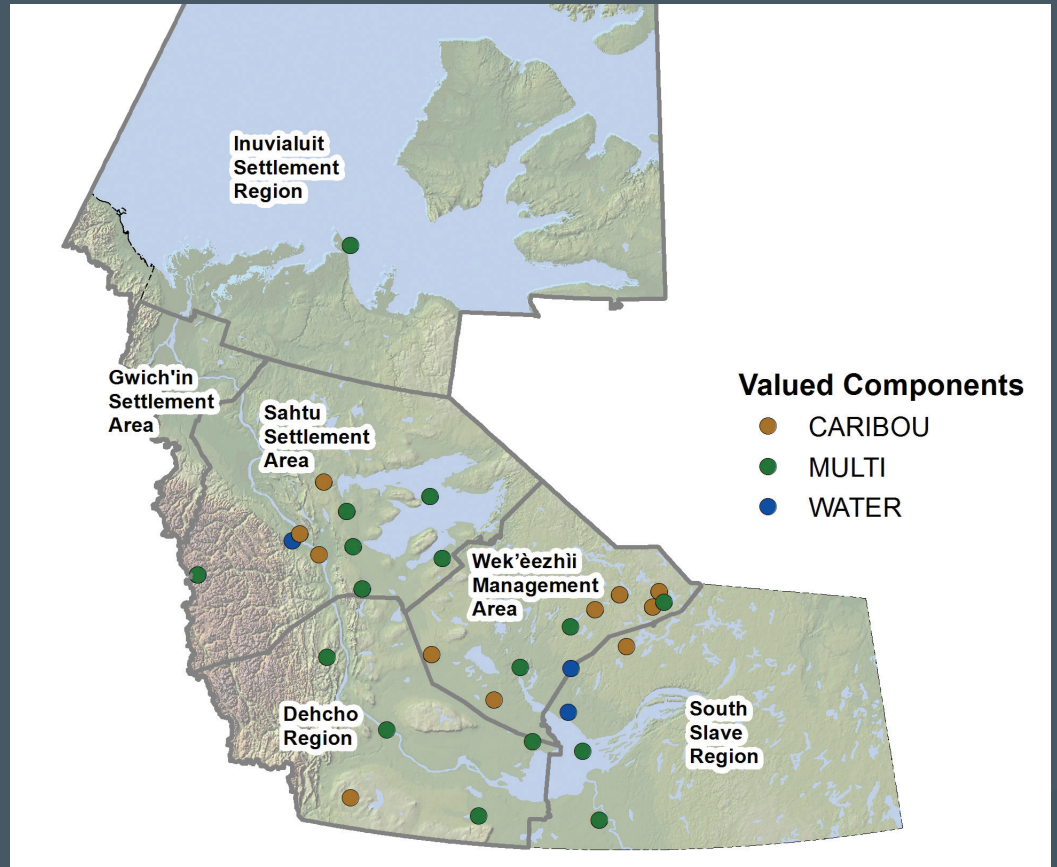 Inuvialuit
Settlement
Region
Gwich'in
Settlement
Area
Sahtu
Settlement
Area
Valued Components
CARIBOU
MULTI
WATER
Wek’èezhìi
Management
Area
Dehcho
Region
South
Slave
Region